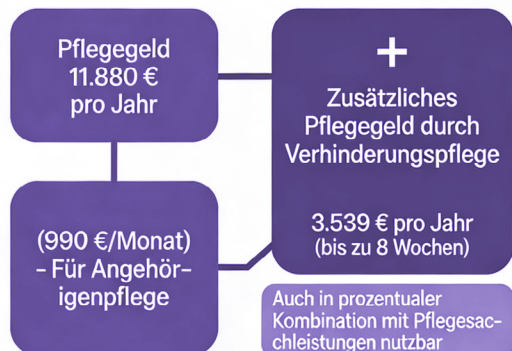 Pflegegeld
11.880 €
pro Jahr
(990 €/Monat)
– Für Angehör-
igenpflege
+
Zusätzliches
Pflegegeld durch
Verhinderungspflege
3.539 € pro Jahr
(bis zu 8 Wochen)
Auch in prozentualer
Kombination mit Pflegesac-
chleistungen nutzbar